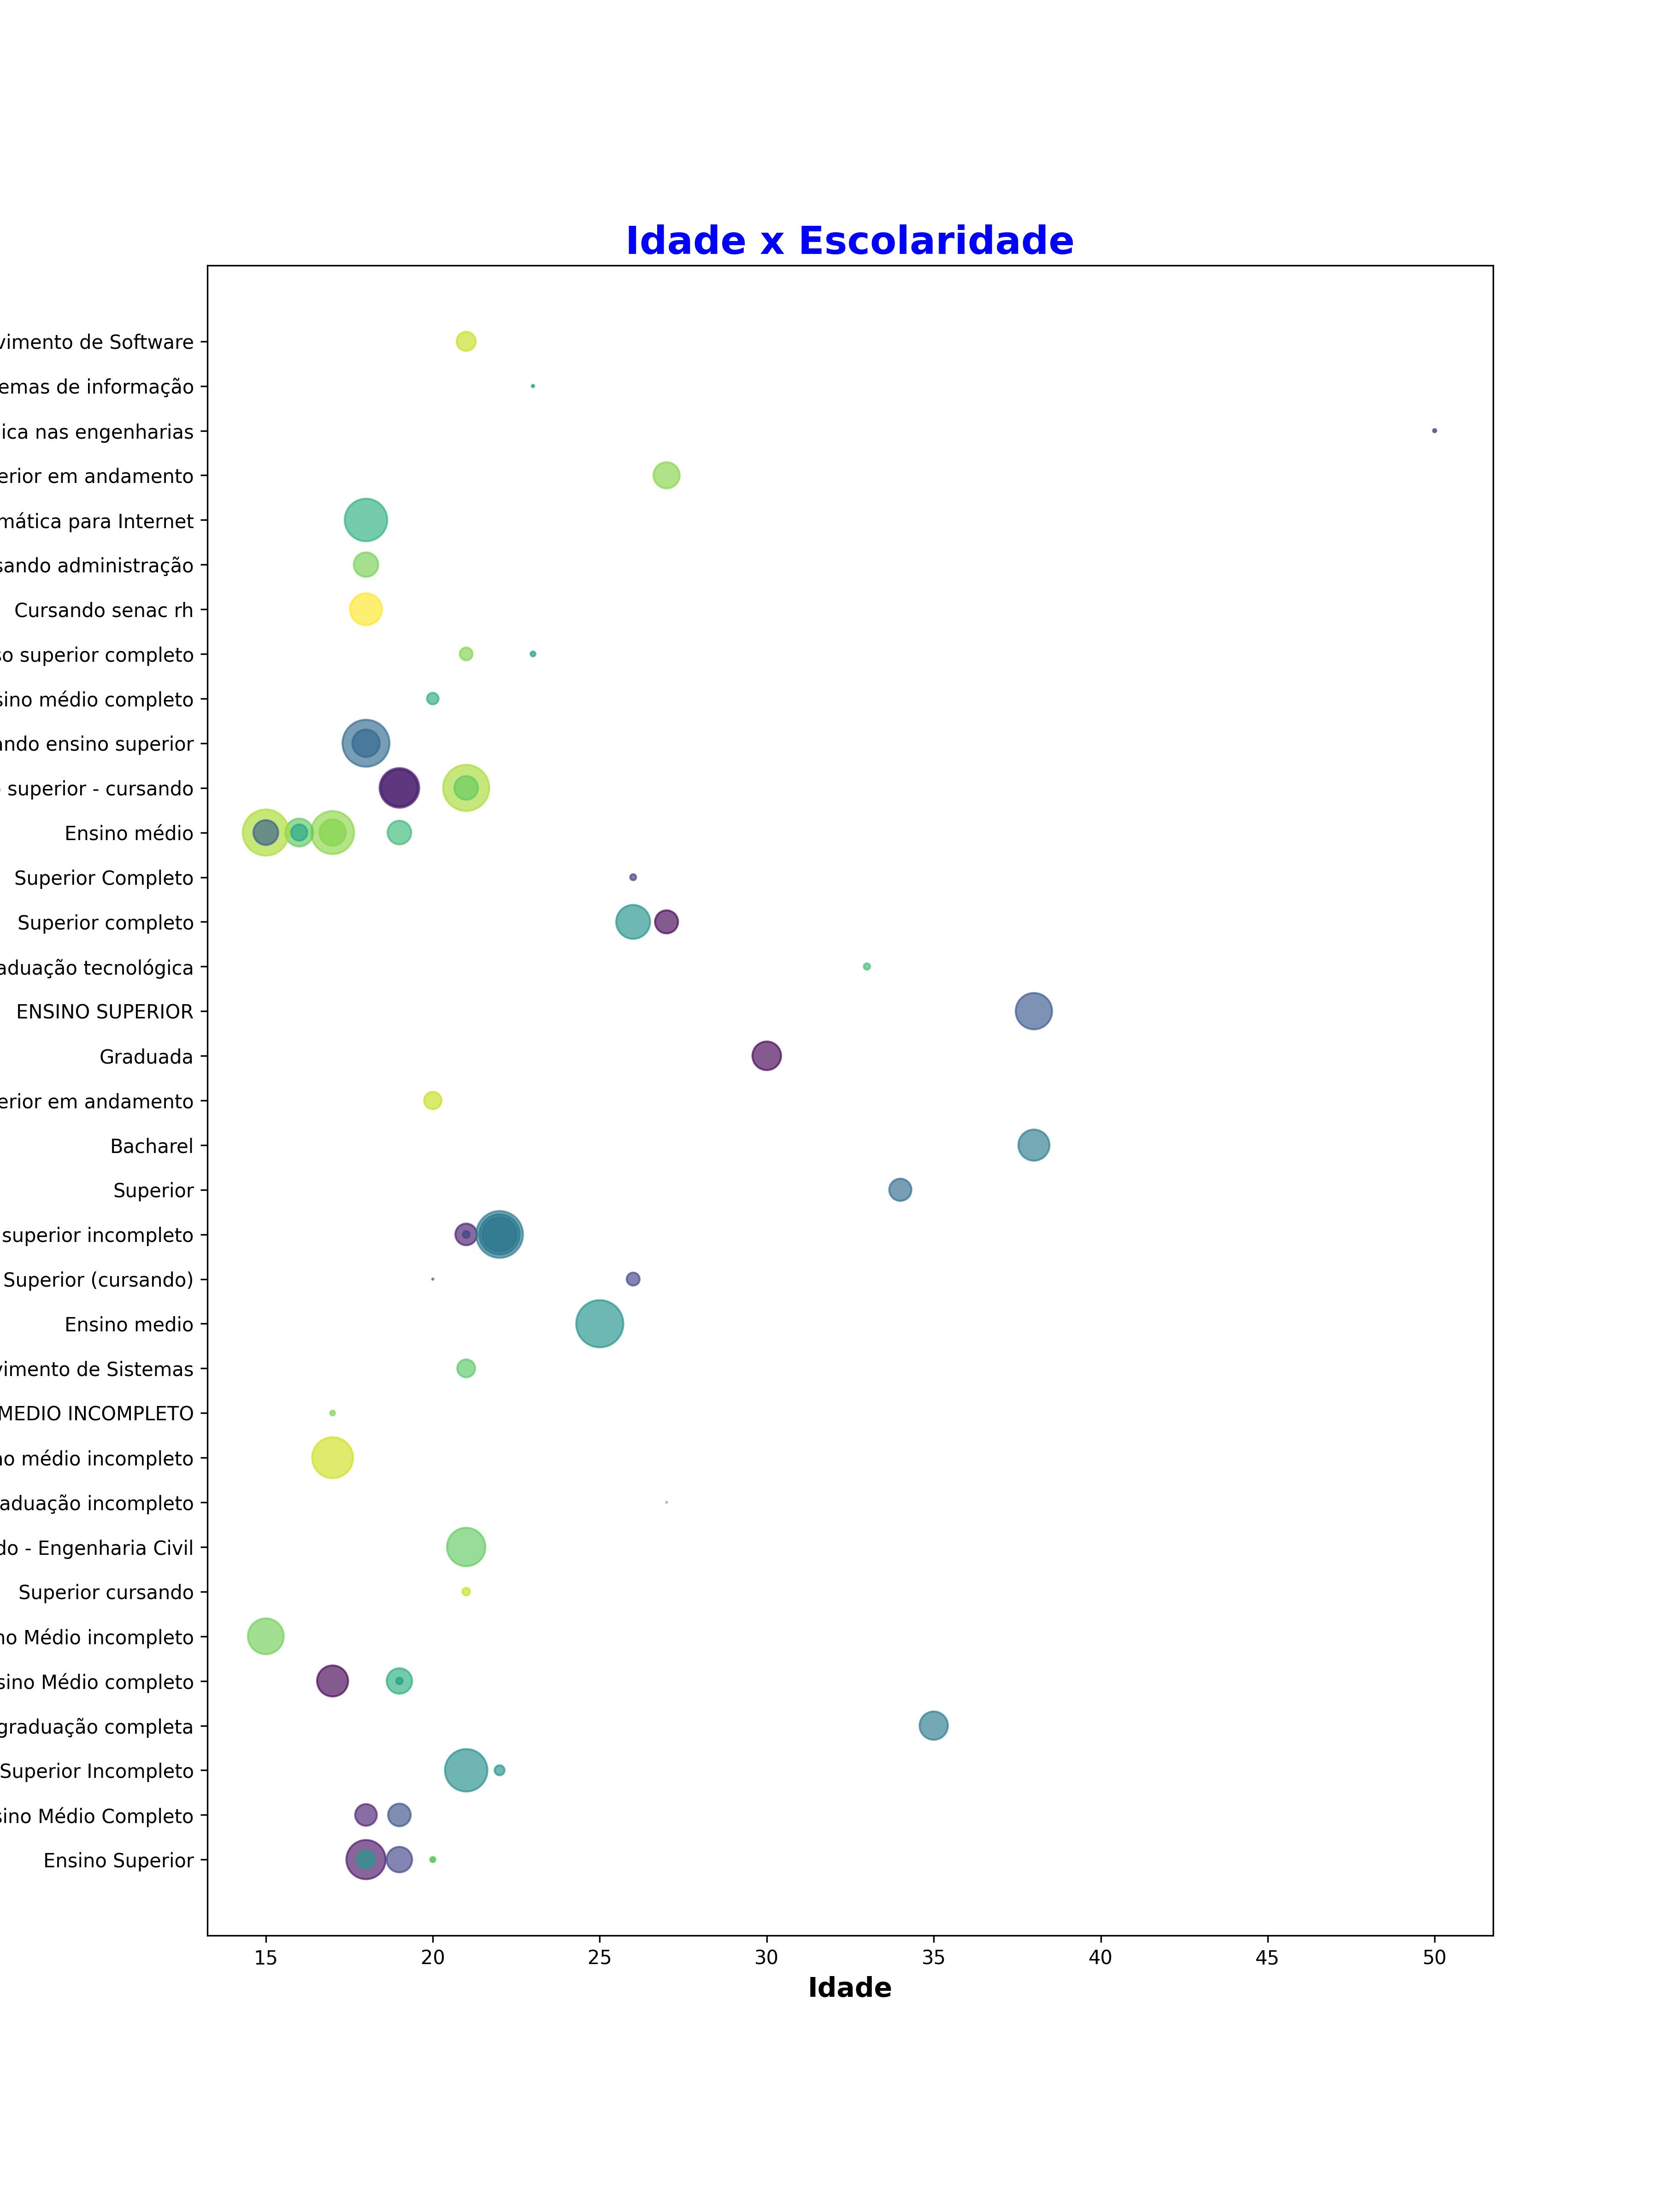 Idade x Escolaridade
vimento de Software
emas de informação
ica nas engenharias
erior em andamento
mática para Internet
sando administração
Cursando senac rh
so superior completo
sino médio completo
ando ensino superior
superior - cursando
Ensino médio
Superior Completo
Superior completo
aduação tecnológica
ENSINO SUPERIOR
Graduada
erior em andamento
Bacharel
Superior
superior incompleto
Superior (cursando)
Ensino medio
vimento de Sistemas
MEDIO INCOMPLETO
no médio incompleto
aduação incompleto
do - Engenharia Civil
Superior cursando
no Médio incompleto
sino Médio completo
graduação completa
Superior Incompleto
sino Médio Completo
Ensino Superior
15 20 25 30 35 40 45 50
Idade